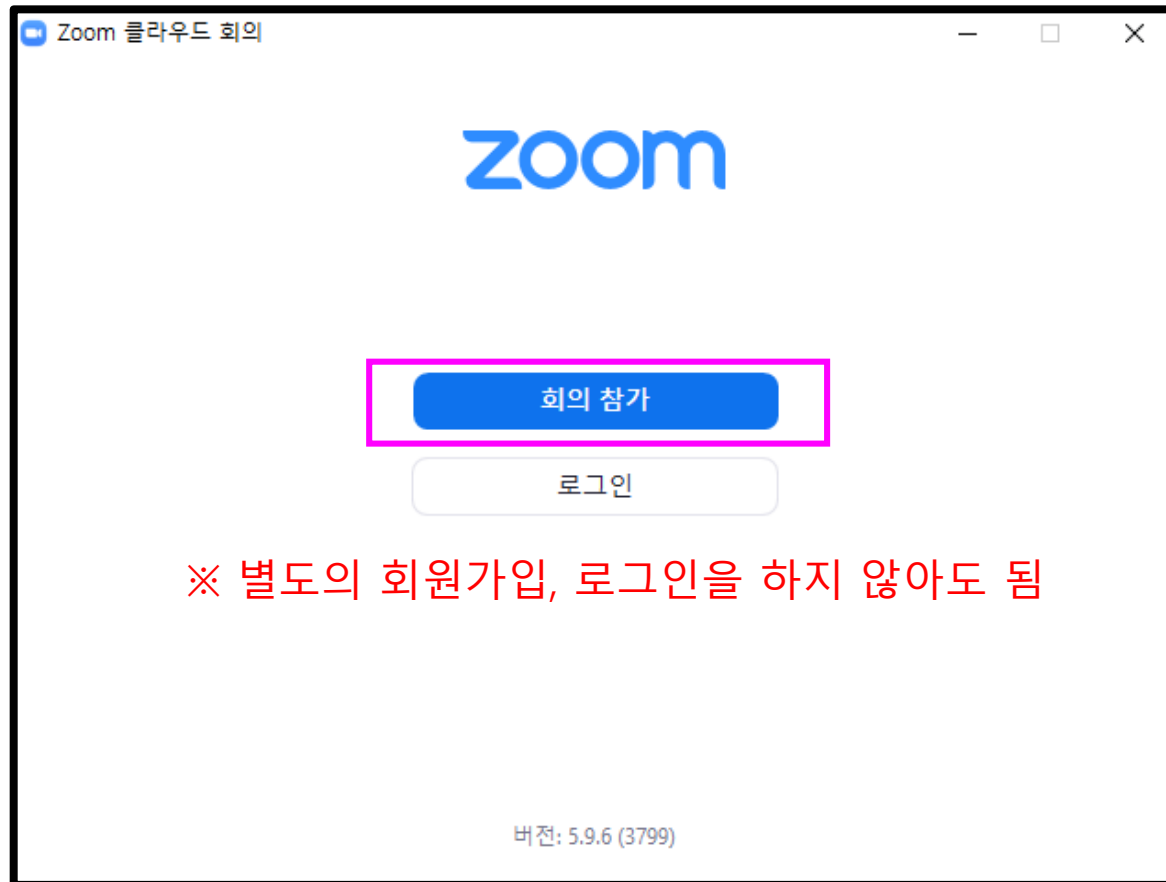 Zoom 클라우드 회의
zoom
회의 참가
로그인
※ 별도의 회원가입, 로그인을 하지 않아도 됨
버전: 5.9.6 (3799)